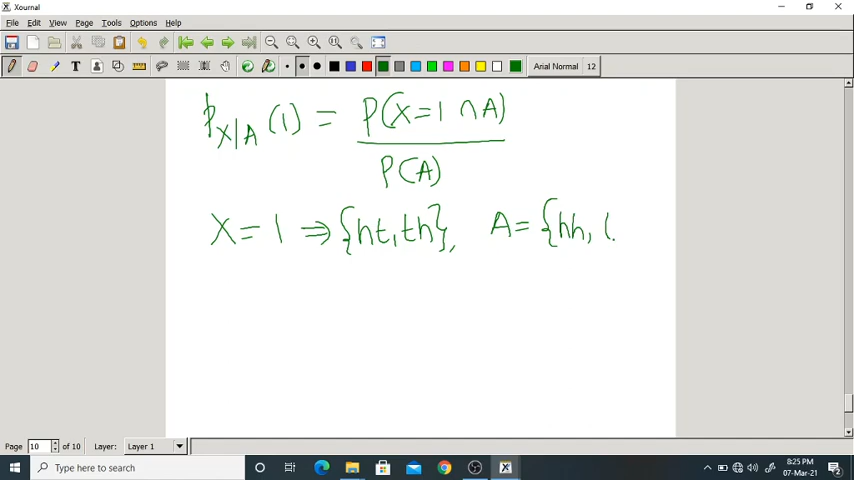 Xournal
File Edit View Page Tools Options Help
Arial Normal 12
p_{X|A} (1) = P(X=1 ∩ A)
P(A)
X = 1 ⇒ {ht, th}, A = {hh, (
Page 10 of 10 Layer: Layer 1
Type here to search
8:25 PM
07-Mar-21
2